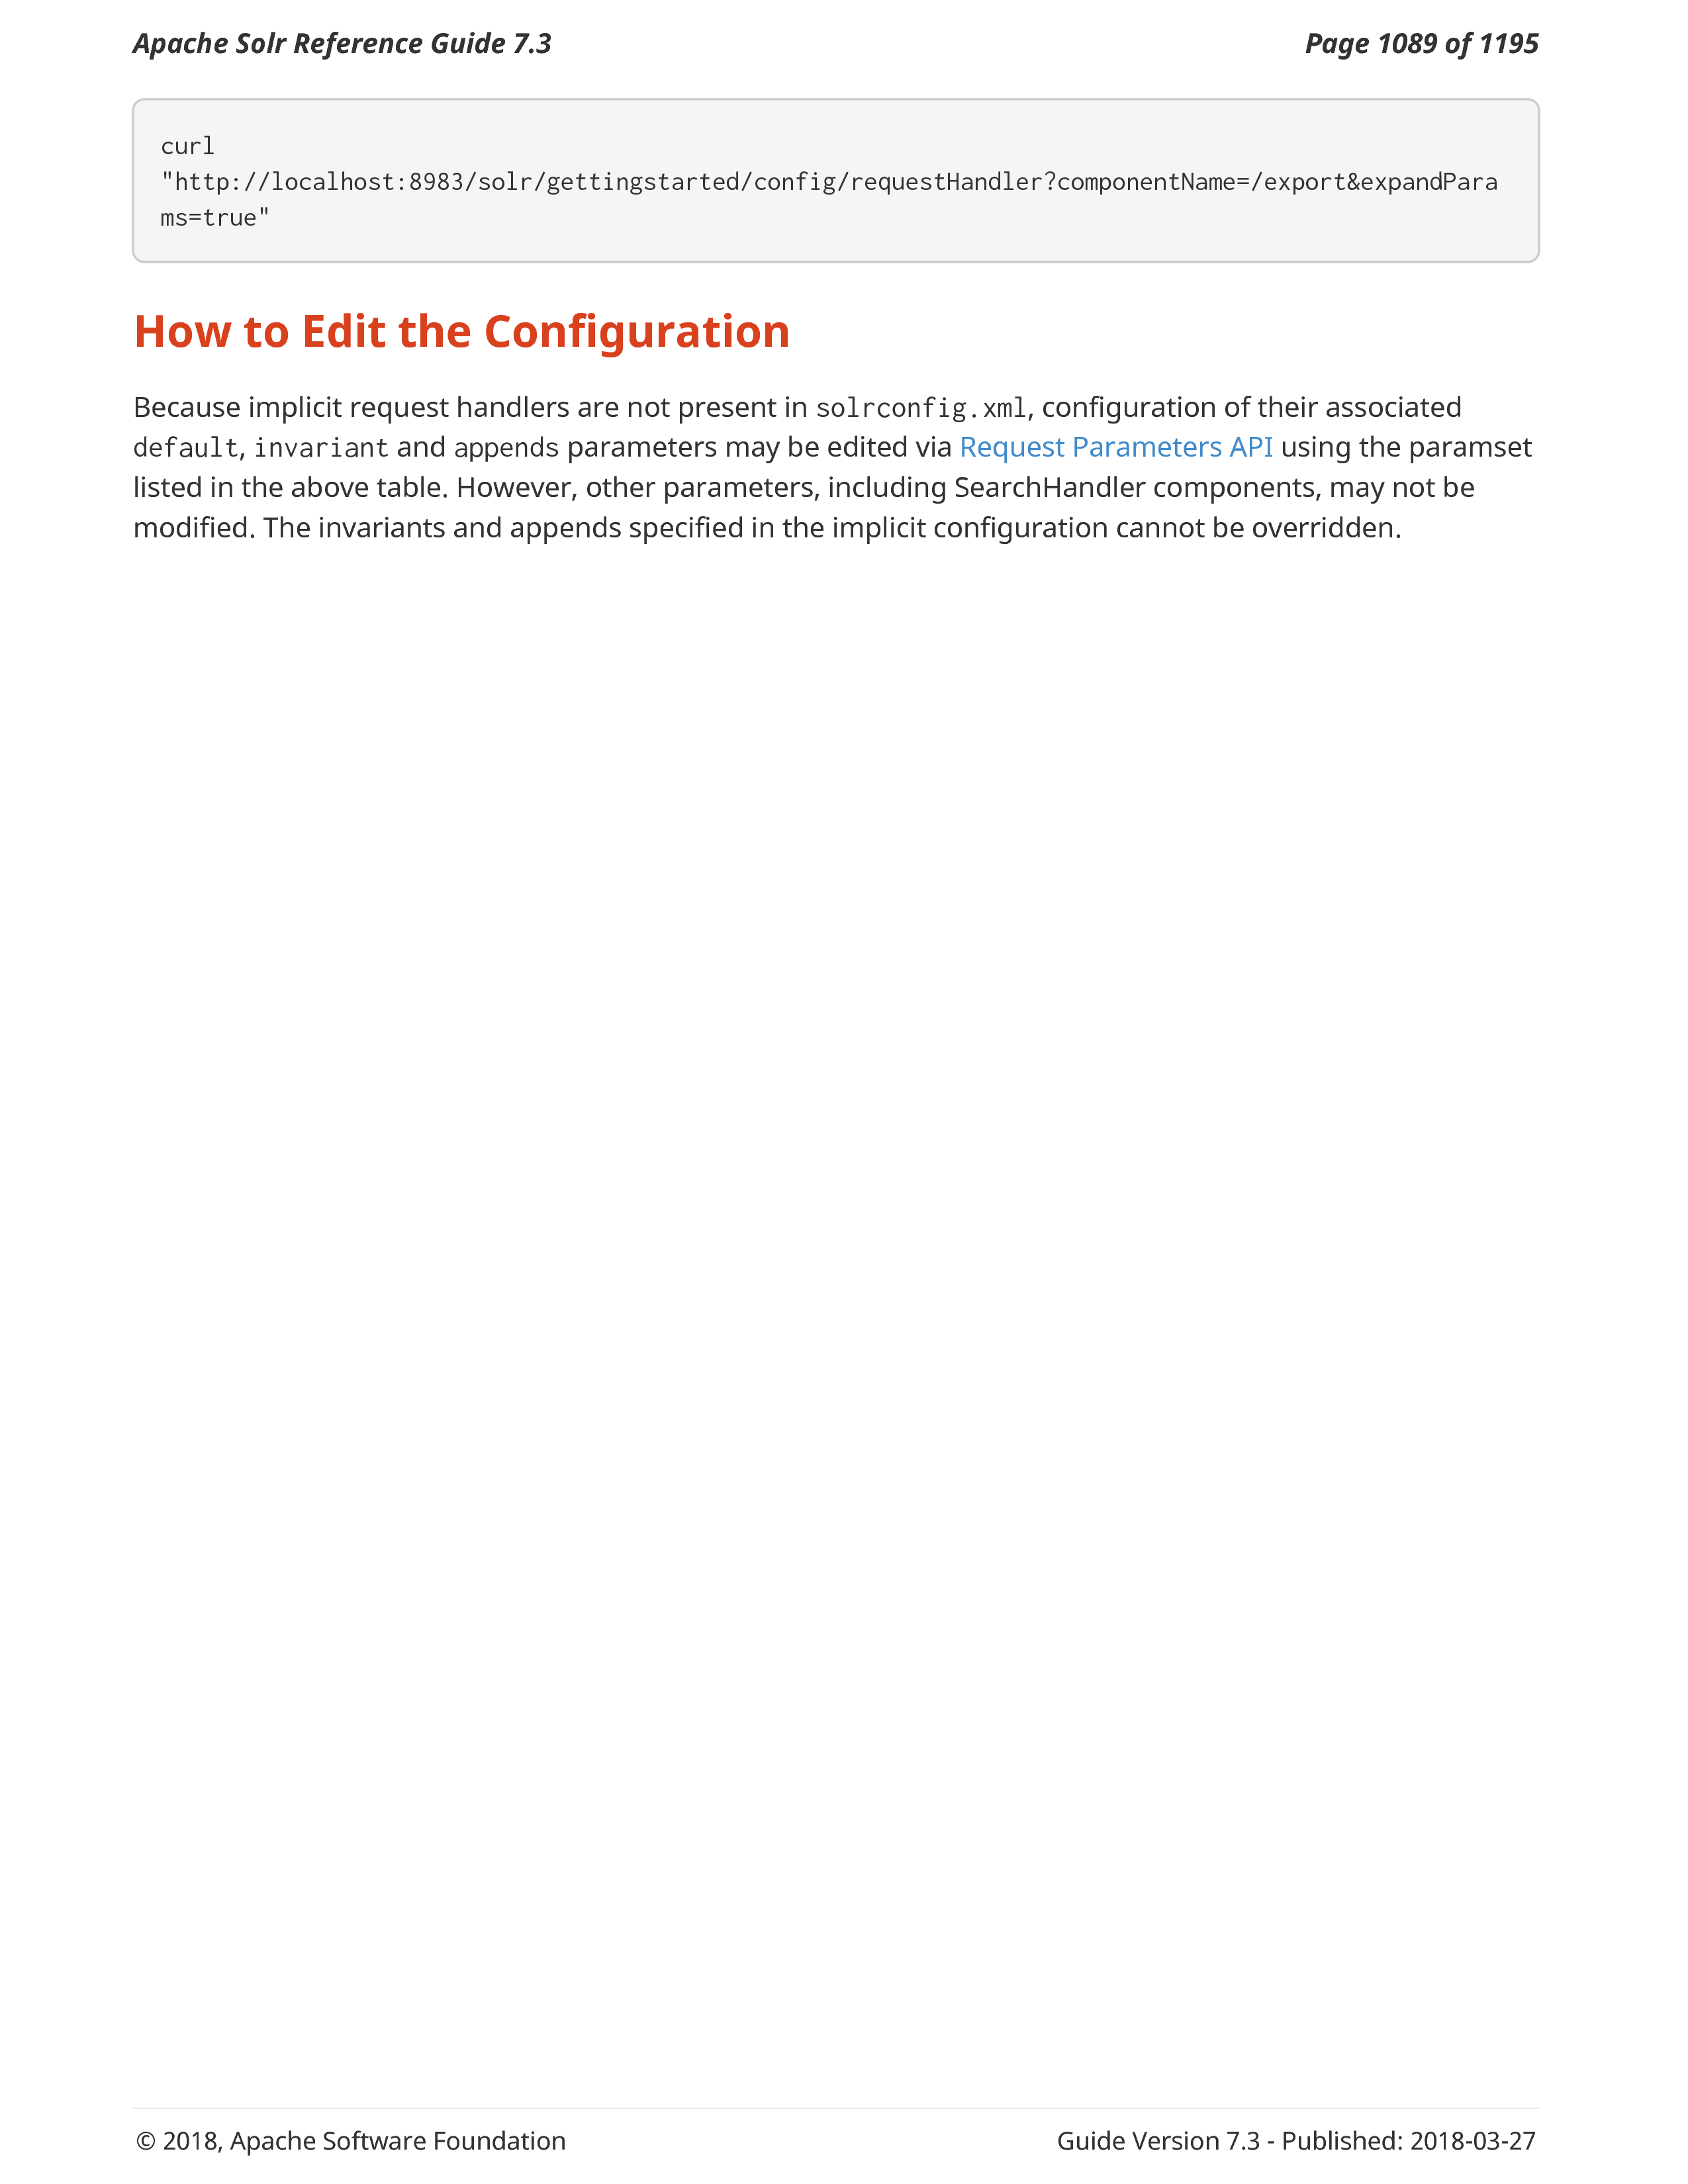 Apache Solr Reference Guide 7.3
Page 1089 of 1195
curl
"http://localhost:8983/solr/gettingstarted/config/requestHandler?componentName=/export&expandPara
ms=true"
How to Edit the Configuration
Because implicit request handlers are not present in solrconfig.xml, configuration of their associated
default, invariant and appends parameters may be edited via Request Parameters API using the paramset
listed in the above table. However, other parameters, including SearchHandler components, may not be
modified. The invariants and appends specified in the implicit configuration cannot be overridden.
© 2018, Apache Software Foundation
Guide Version 7.3 - Published: 2018-03-27